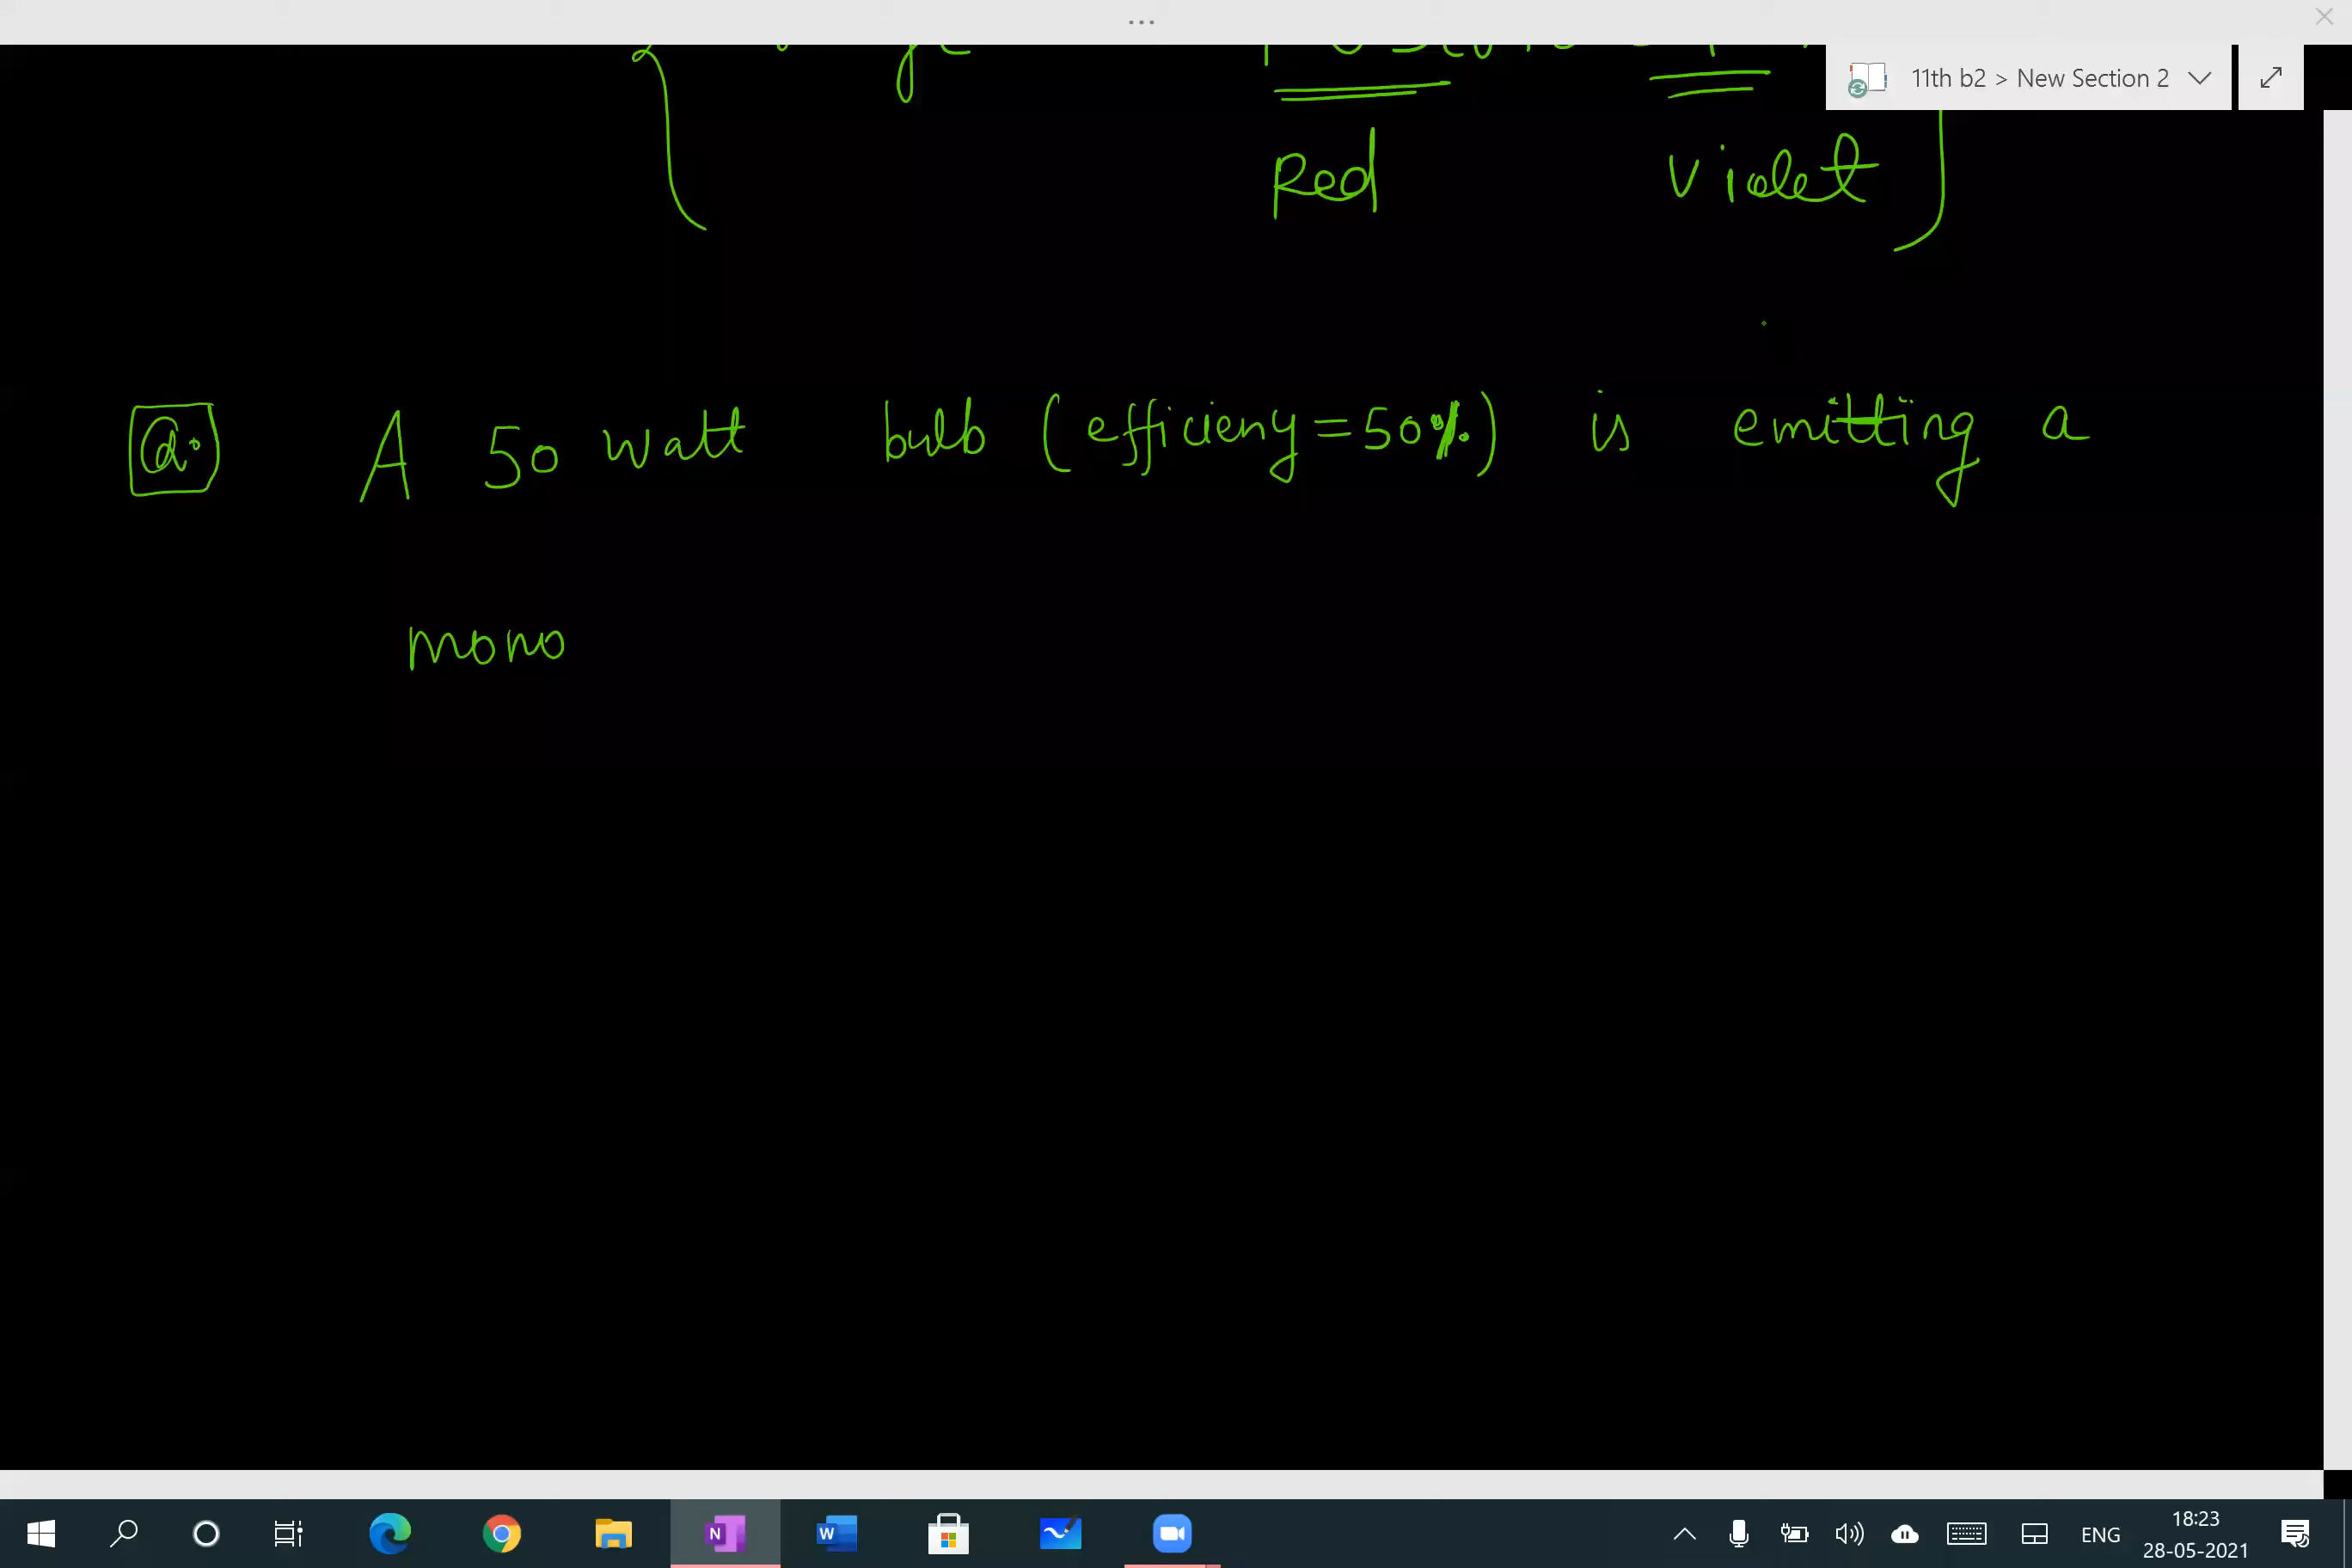 11th b2 > New Section 2
Red Violet
Q. A 50 watt bulb (efficieny = 50%) is emitting a
mono
ENG
18:23
28-05-2021